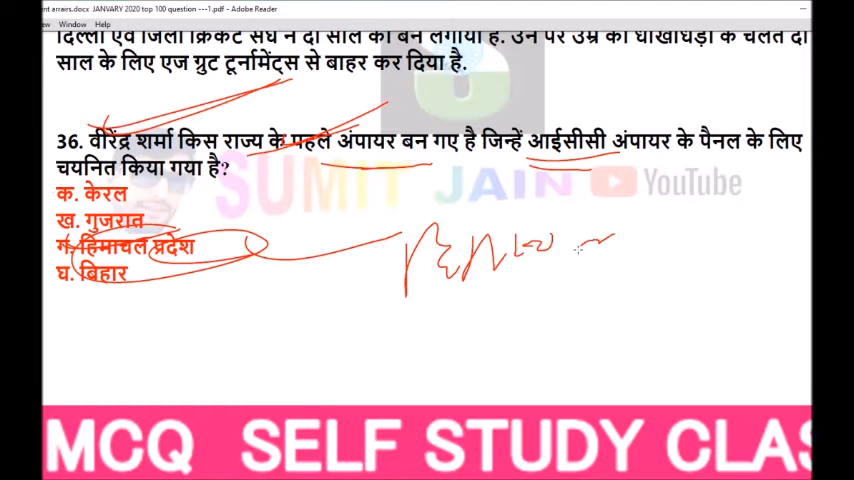 ent arrairs.docx JANVARY 2020 top 100 question ---1.pdf - Adobe Reader
ew Window Help
दिल्ली एवं जिला क्रिकेट संघ ने दो साल का बैन लगाया है. उन पर उम्र की धोखाधड़ी के चलते दो
साल के लिए एज ग्रुट टूर्नामेंट्स से बाहर कर दिया है.
36. वीरेंद्र शर्मा किस राज्य के पहले अंपायर बन गए है जिन्हें आईसीसी अंपायर के पैनल के लिए
चयनित किया गया है?
क. केरल
ख. गुजरात
ग. हिमाचल प्रदेश
घ. बिहार
SUMIT JAIN YouTube
MCQ SELF STUDY CLAS